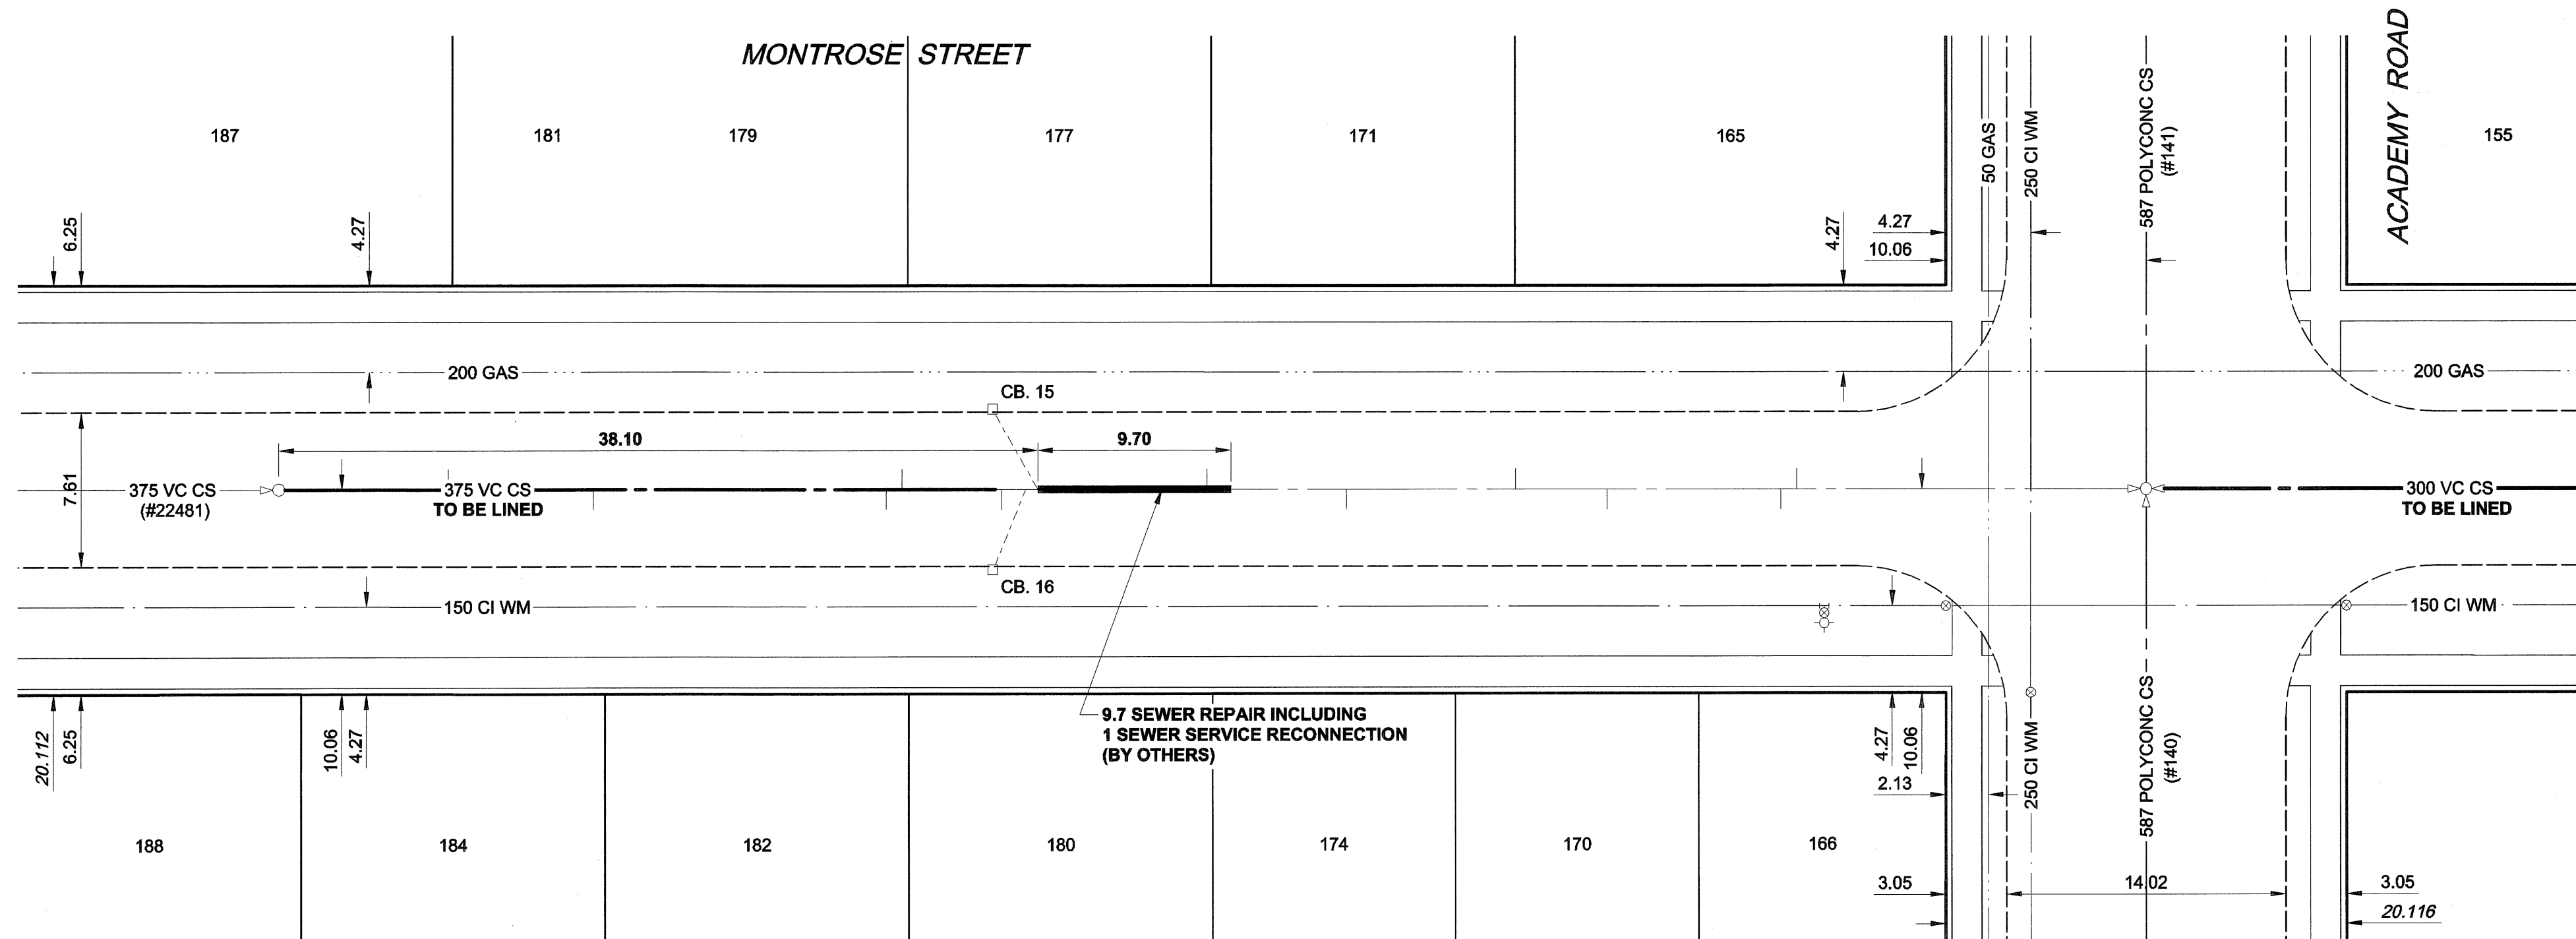 MONTROSE STREET
ACADEMY ROAD
187
181
179
177
171
165
155
50 GAS
250 CI WM
587 POLYCONC CS
(#141)
6.25
4.27
4.27
4.27
10.06
200 GAS
200 GAS
CB. 15
38.10
9.70
7.61
375 VC CS
(#22481)
375 VC CS
TO BE LINED
300 VC CS
TO BE LINED
CB. 16
150 CI WM
150 CI WM
9.7 SEWER REPAIR INCLUDING
1 SEWER SERVICE RECONNECTION
(BY OTHERS)
20.112
6.25
10.06
4.27
4.27
10.06
2.13
250 CI WM
587 POLYCONC CS
(#140)
188
184
182
180
174
170
166
3.05
14.02
3.05
20.116